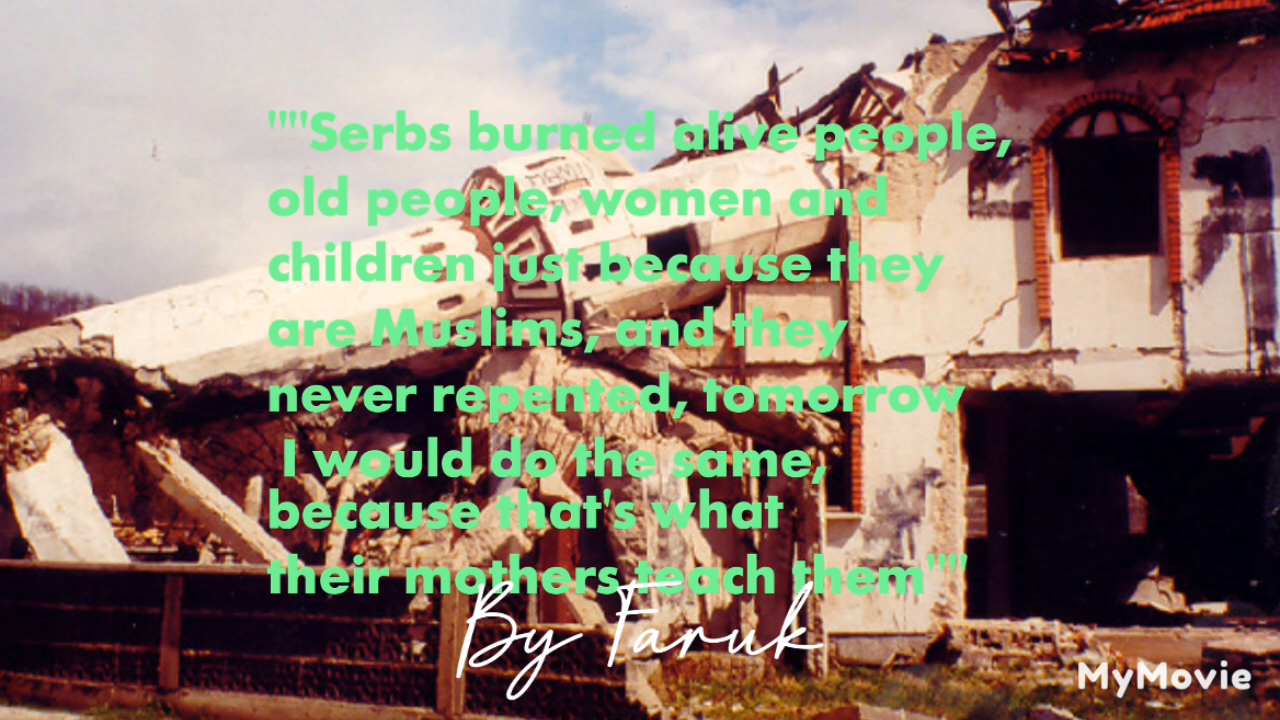 ""Serbs burned alive people,
old people, women and
children just because they
are Muslims, and they
never repented, tomorrow
I would do the same,
because that's what
their mothers teach them""
By Faruk
MyMovie